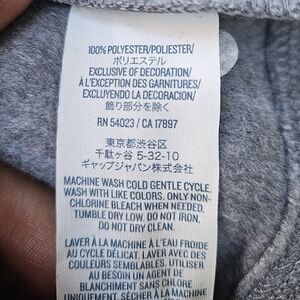 100% POLYESTER/POLIESTER/
ポリエステル
EXCLUSIVE OF DECORATION/
À L'EXCEPTION DES GARNITURES/
EXCLUYENDO LA DECORACION/
飾り部分を除く
RN 54023 / CA 17897
東京都渋谷区
千駄ヶ谷 5-32-10
ギャップジャパン株式会社
MACHINE WASH COLD GENTLE CYCLE.
WASH WITH LIKE COLORS. ONLY NON-
CHLORINE BLEACH WHEN NEEDED.
TUMBLE DRY LOW. DO NOT IRON.
DO NOT DRY CLEAN.
LAVER À LA MACHINE À L'EAU FROIDE
AU CYCLE DÉLICAT. LAVER AVEC DES
COULEURS SEMBLABLES. UTILISER
AU BESOIN UN AGENT DE
BLANCHIMENT SANS CHLORE
UNIQUEMENT. SÉCHER À LA MACHINE